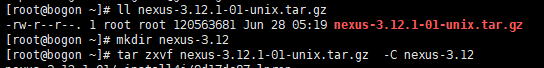 [root@bogon ~]# ll nexus-3.12.1-01-unix.tar.gz
-rw-r--r--. 1 root root 120563681 Jun 28 05:19 nexus-3.12.1-01-unix.tar.gz
[root@bogon ~]# mkdir nexus-3.12
[root@bogon ~]# tar zxvf nexus-3.12.1-01-unix.tar.gz  -C nexus-3.12